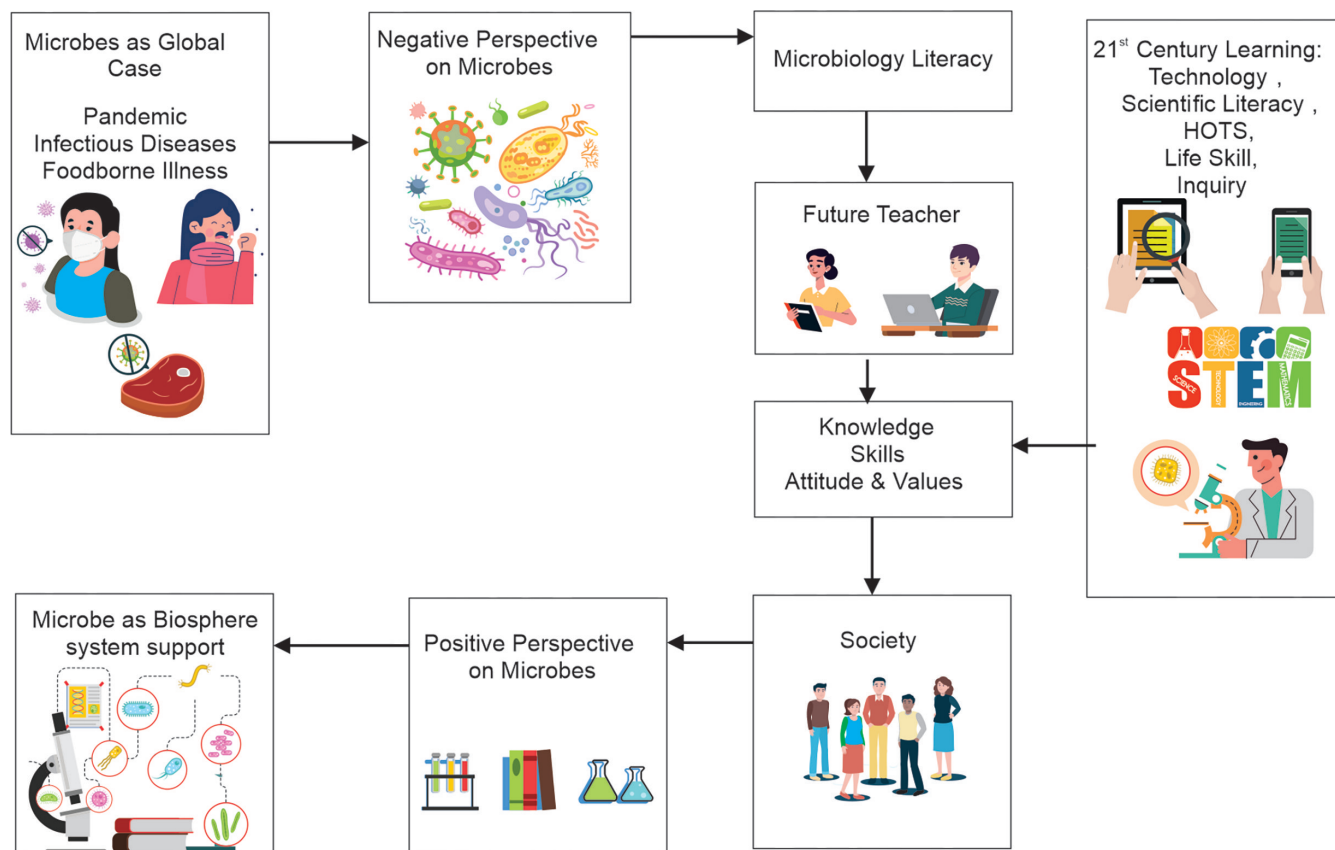 Microbes as Global
Case
Pandemic
Infectious Diseases
Foodborne Illness
Negative Perspective
on Microbes
Microbiology Literacy
Future Teacher
Knowledge
Skills
Attitude & Values
21st Century Learning:
Technology ,
Scientific Literacy ,
HOTS,
Life Skill,
Inquiry
STEM
SCIENCE
TECHNOLOGY
ENGINEERING
MATHEMATICS
Society
Positive Perspective
on Microbes
Microbe as Biosphere
system support